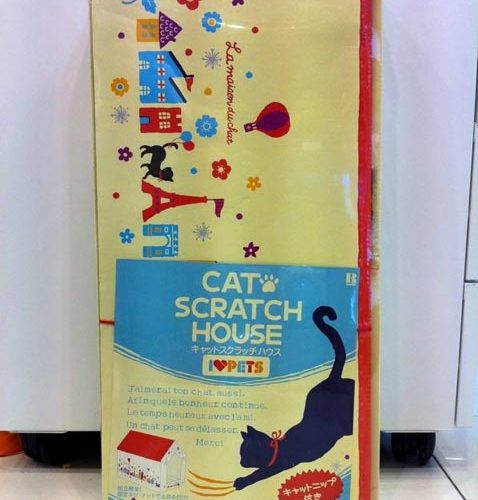 La maison du chat
CAT
SCRATCH
HOUSE
キャットスクラッチハウス
I ♥ PETS
J'aimerai ton chat, aussi.
Afin que le bonheur continue.
Le temps heureux avec l'ami.
Un chat peut se délasser.
Merci
キャットニップ
付き